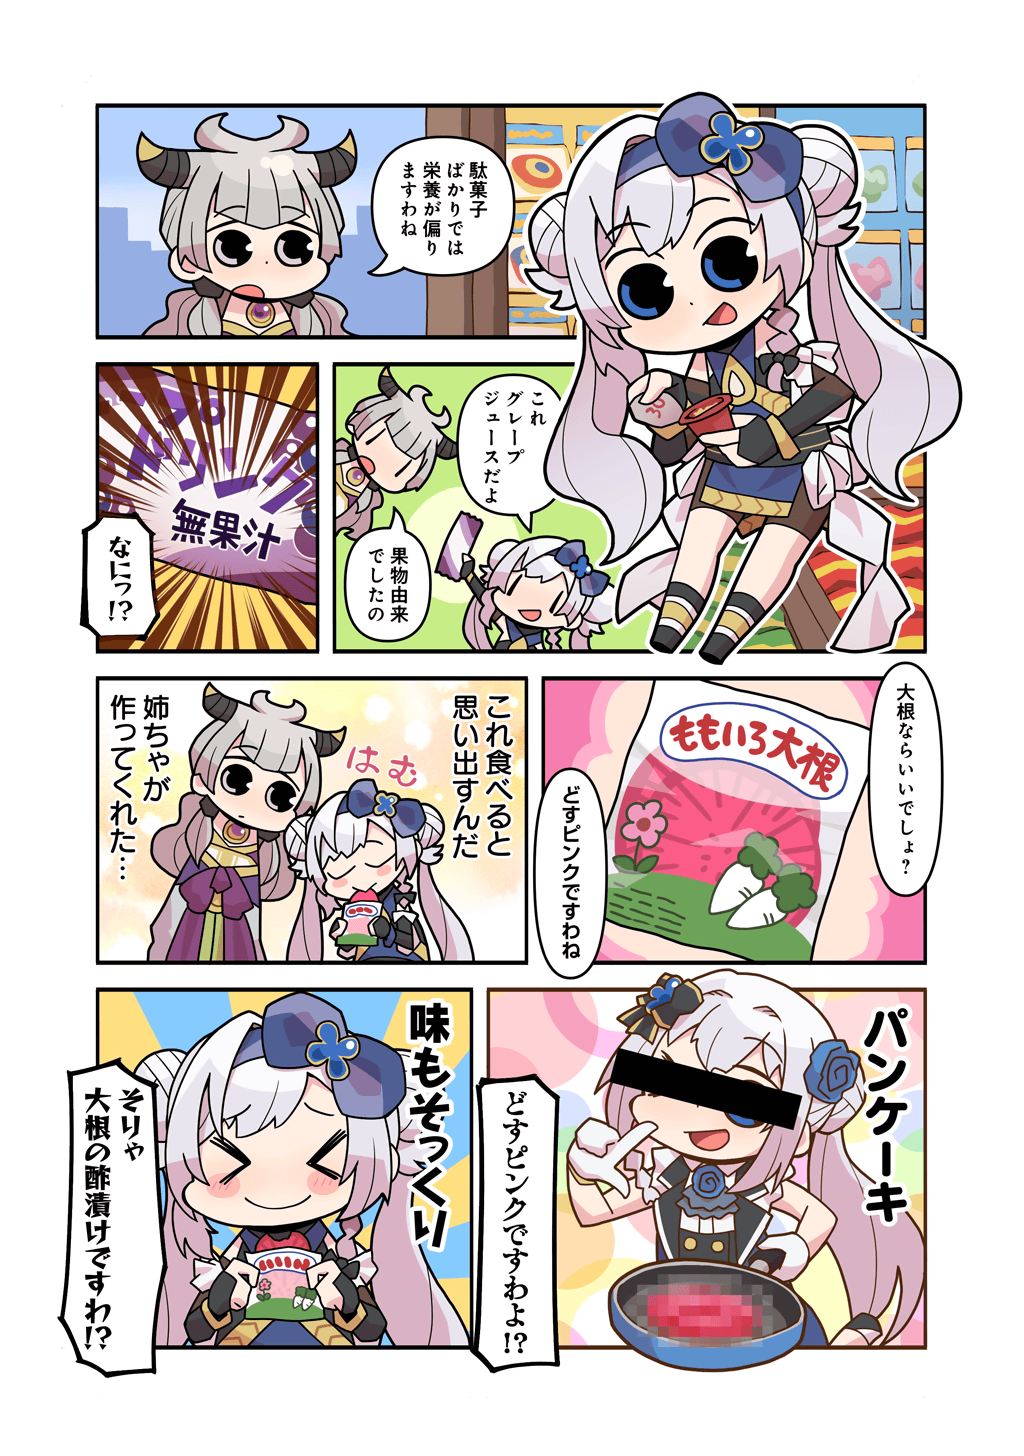 駄菓子
ばかりでは
栄養が偏り
ますわね
これ
グレープ
ジュースだよ
果物由来
でしたの
ドリンク
無果汁
なにっ!?
大根ならいいでしょ?
ももいろ大根
どすピンクですわね
これ食べると
思い出すんだ
はむ
姉ちゃが
作ってくれた…
パンケーキ
どすピンクですわよ!?
味もそっくり
そりゃ
大根の酢漬けですわ!?